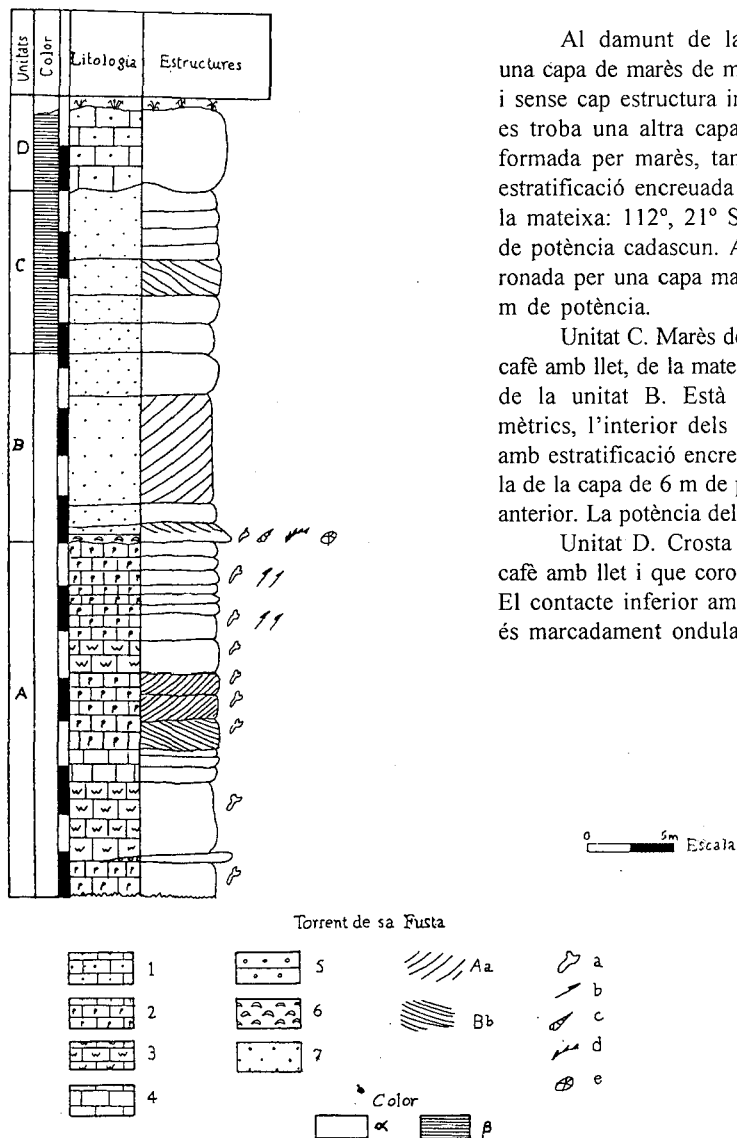 Unitats
Color
Litologia
Estructures
D
C
B
A
Al damunt de la
una capa de marès de m
i sense cap estructura in
es troba una altra capa
formada per marès, tan
estratificació encreuada
la mateixa: 112º, 21º S
de potència cadascun. A
ronada per una capa ma
m de potència.
Unitat C. Marès de
cafè amb llet, de la mate
de la unitat B. Està
mètrics, l'interior dels
amb estratificació encre
la de la capa de 6 m de p
anterior. La potència del
Unitat D. Crosta
cafè amb llet i que coro
El contacte inferior am
és marcadament ondula
0 5m Escala
Torrent de sa Fusta
1
2
3
4
5
6
7
Aa
Bb
a
b
c
d
e
Color
α
β